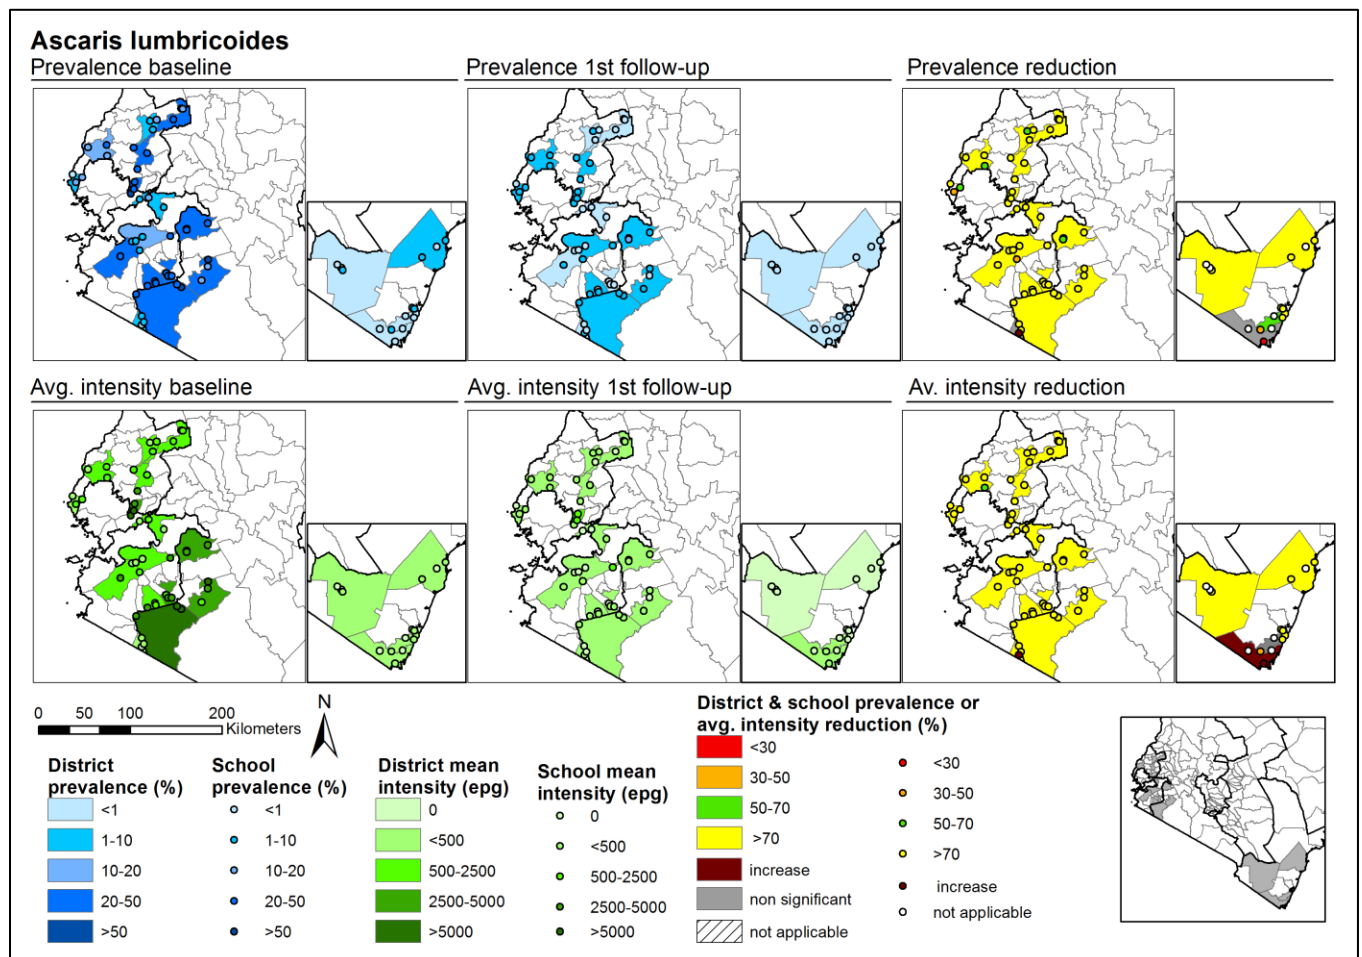 Ascaris lumbricoides
Prevalence baseline
Prevalence 1st follow-up
Prevalence reduction
Avg. intensity baseline
Avg. intensity 1st follow-up
Av. intensity reduction
0 50 100 200
Kilometers
N
District
prevalence (%)
<1
1-10
10-20
20-50
>50
School
prevalence (%)
<1
1-10
10-20
20-50
>50
District mean
intensity (epg)
0
<500
500-2500
2500-5000
>5000
School mean
intensity (epg)
0
<500
500-2500
2500-5000
>5000
District & school prevalence or
avg. intensity reduction (%)
<30
30-50
50-70
>70
increase
non significant
not applicable
<30
30-50
50-70
>70
increase
not applicable